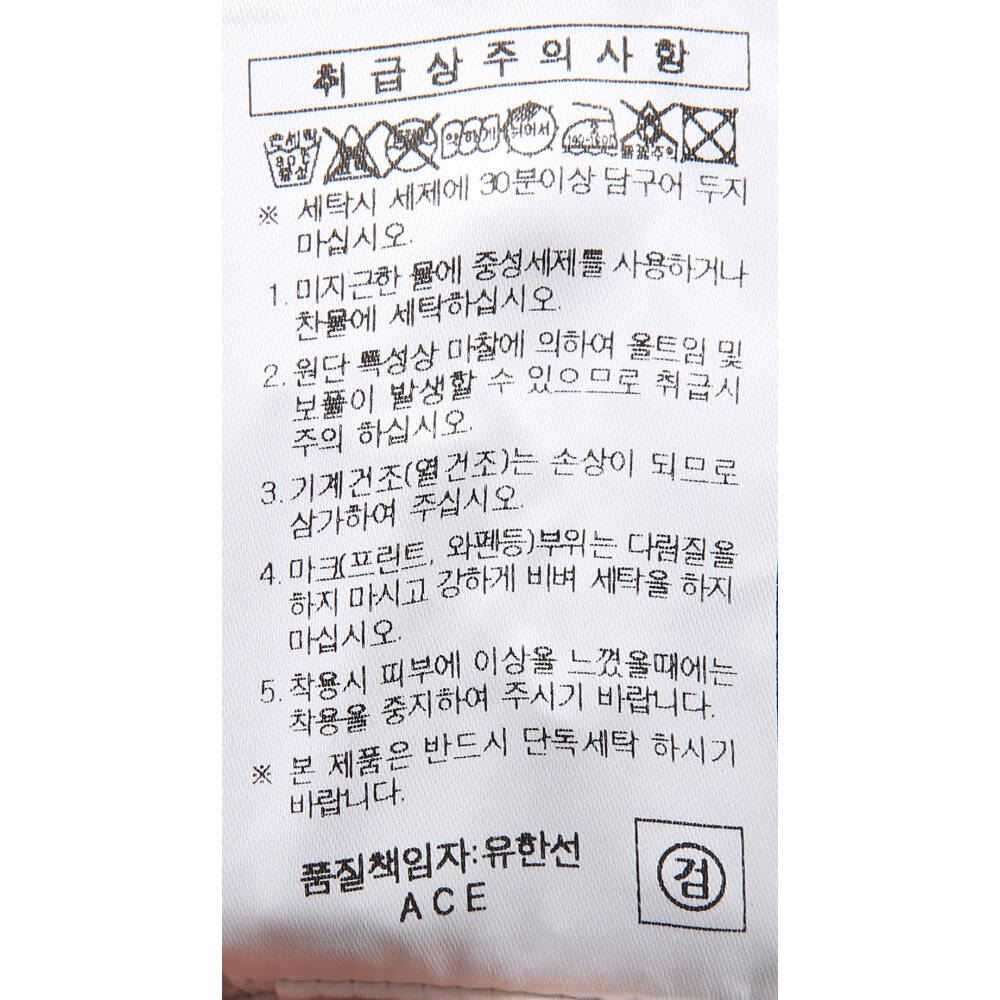 취급상주의사항
약하게
※ 세탁시 세제에 30분이상 담구어 두지
마십시오.
1. 미지근한 물에 중성세제를 사용하거나
찬물에 세탁하십시오.
2. 원단 특성상 마찰에 의하여 올트임 및
보풀이 발생할 수 있으므로 취급시
주의 하십시오.
3. 기계건조(열건조)는 손상이 되므로
삼가하여 주십시오.
4. 마크(프린트, 와펜등)부위는 다림질을
하지 마시고 강하게 비벼 세탁을 하지
마십시오.
5. 착용시 피부에 이상을 느꼈을때에는
착용을 중지하여 주시기 바랍니다.
※ 본 제품은 반드시 단독세탁 하시기
바랍니다.
품질책임자:유한선
ACE
검